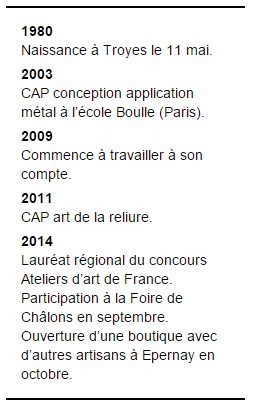 1980
Naissance à Troyes le 11 mai.
2003
CAP conception application
métal à l'école Boulle (Paris).
2009
Commence à travailler à son
compte.
2011
CAP art de la reliure.
2014
Lauréat régional du concours
Ateliers d'art de France.
Participation à la Foire de
Châlons en septembre.
Ouverture d'une boutique avec
d'autres artisans à Epernay en
octobre.